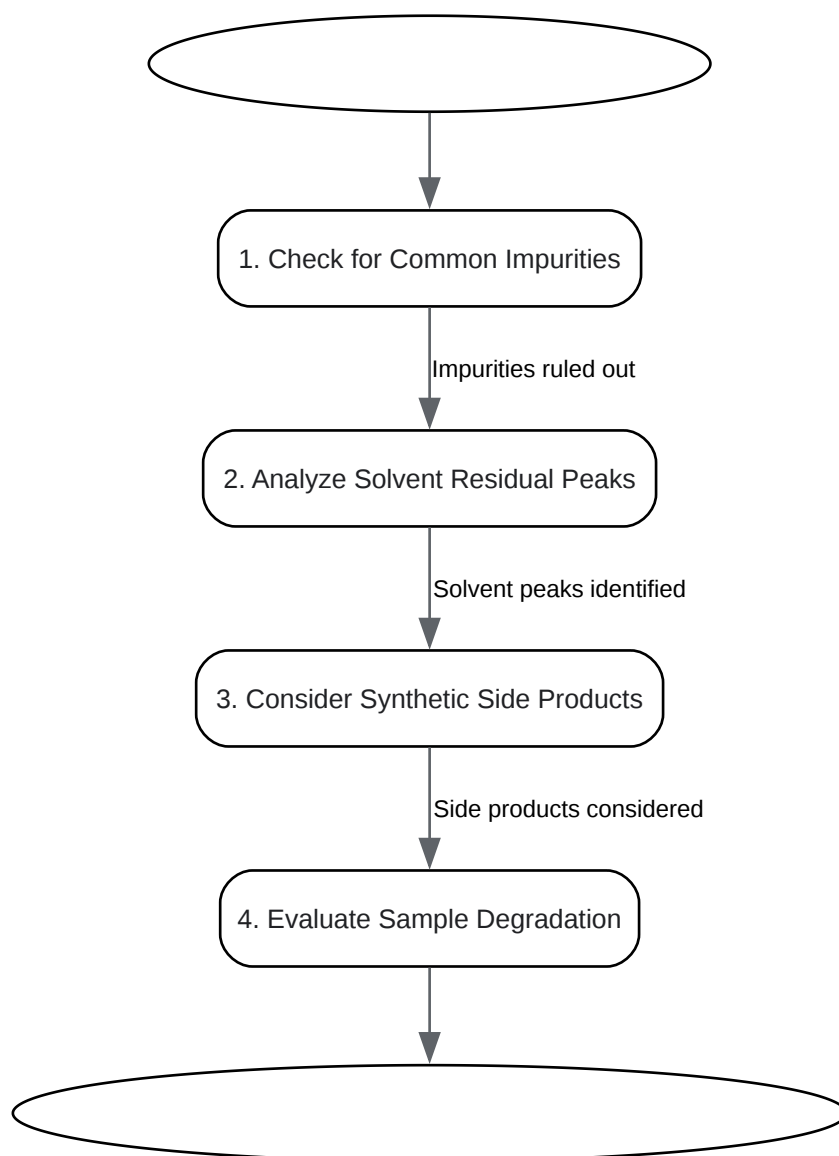 1. Check for Common Impurities
Impurities ruled out
2. Analyze Solvent Residual Peaks
Solvent peaks identified
3. Consider Synthetic Side Products
Side products considered
4. Evaluate Sample Degradation